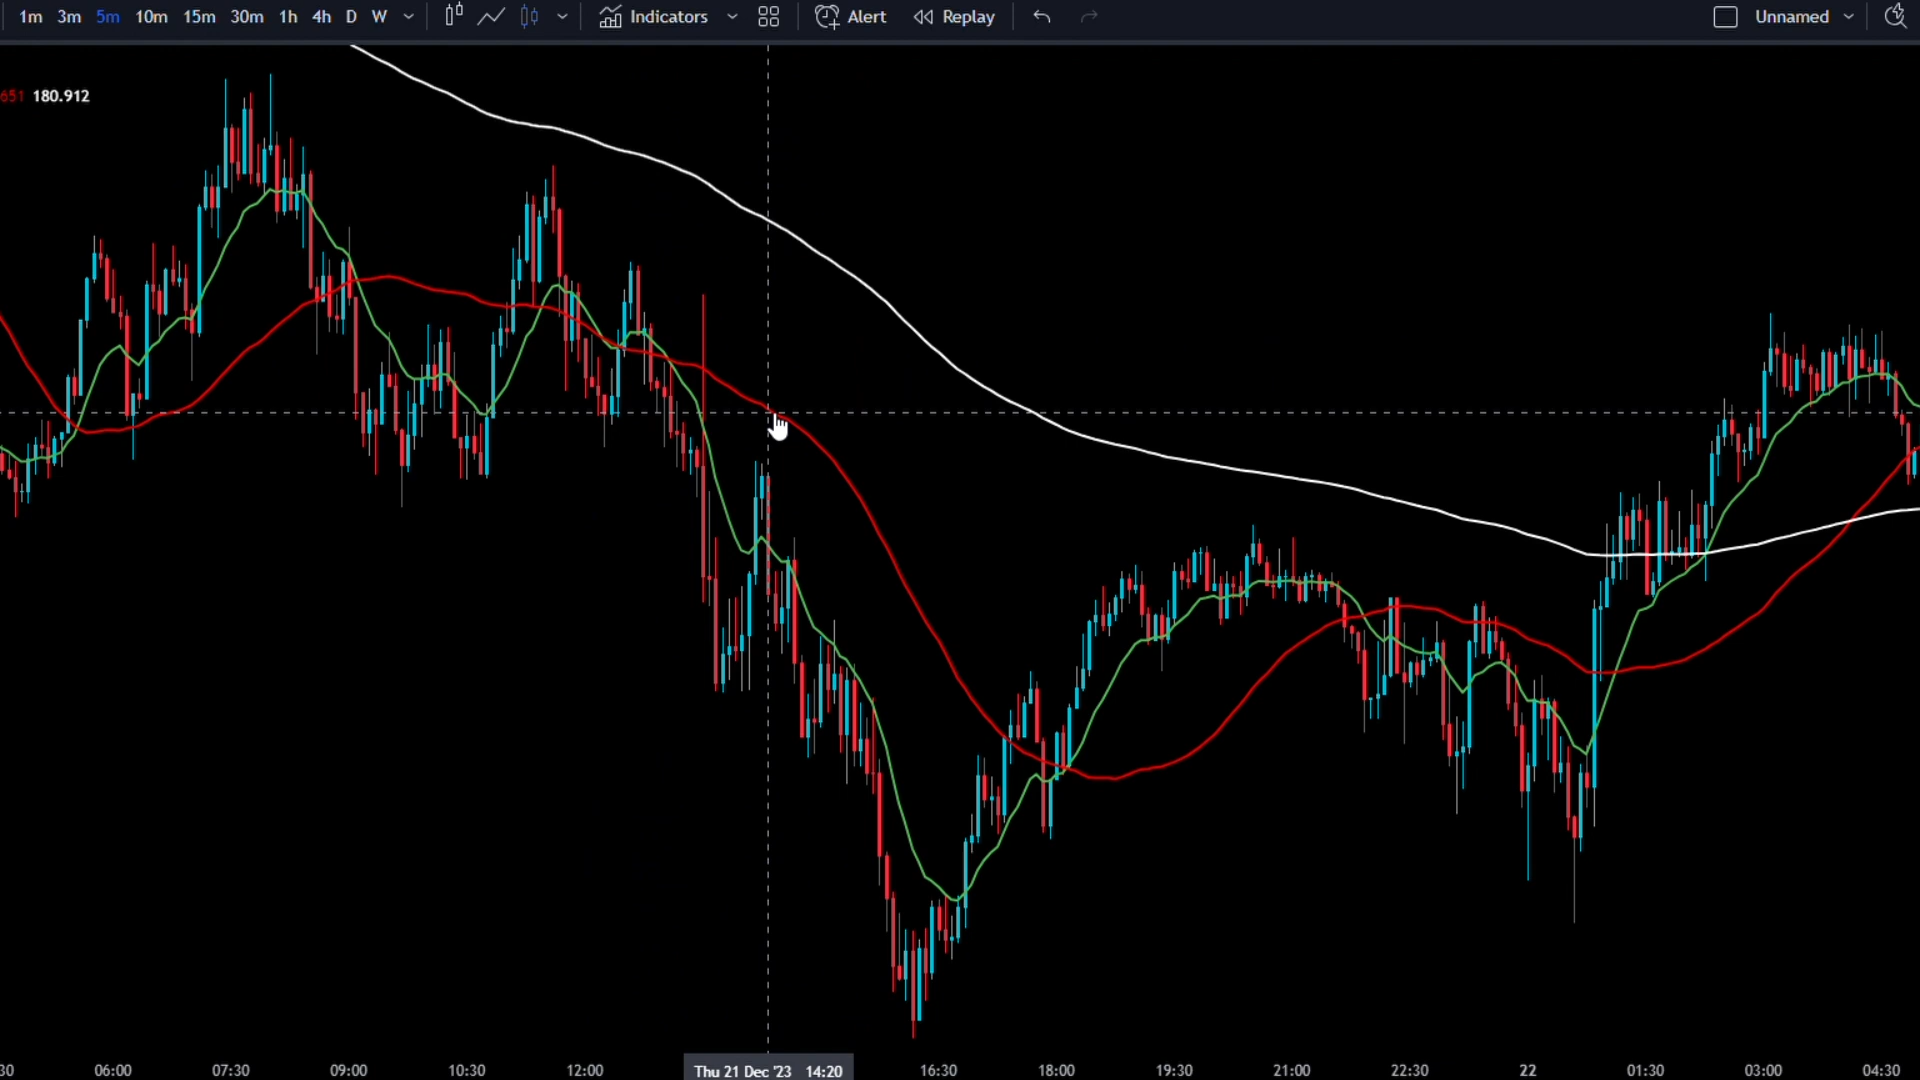 1m 3m 5m 10m 15m 30m 1h 4h D W Indicators Alert Replay Unnamed
651 180.912
30 06:00 07:30 09:00 10:30 12:00 Thu 21 Dec '23 14:20 16:30 18:00 19:30 21:00 22:30 22 01:30 03:00 04:30